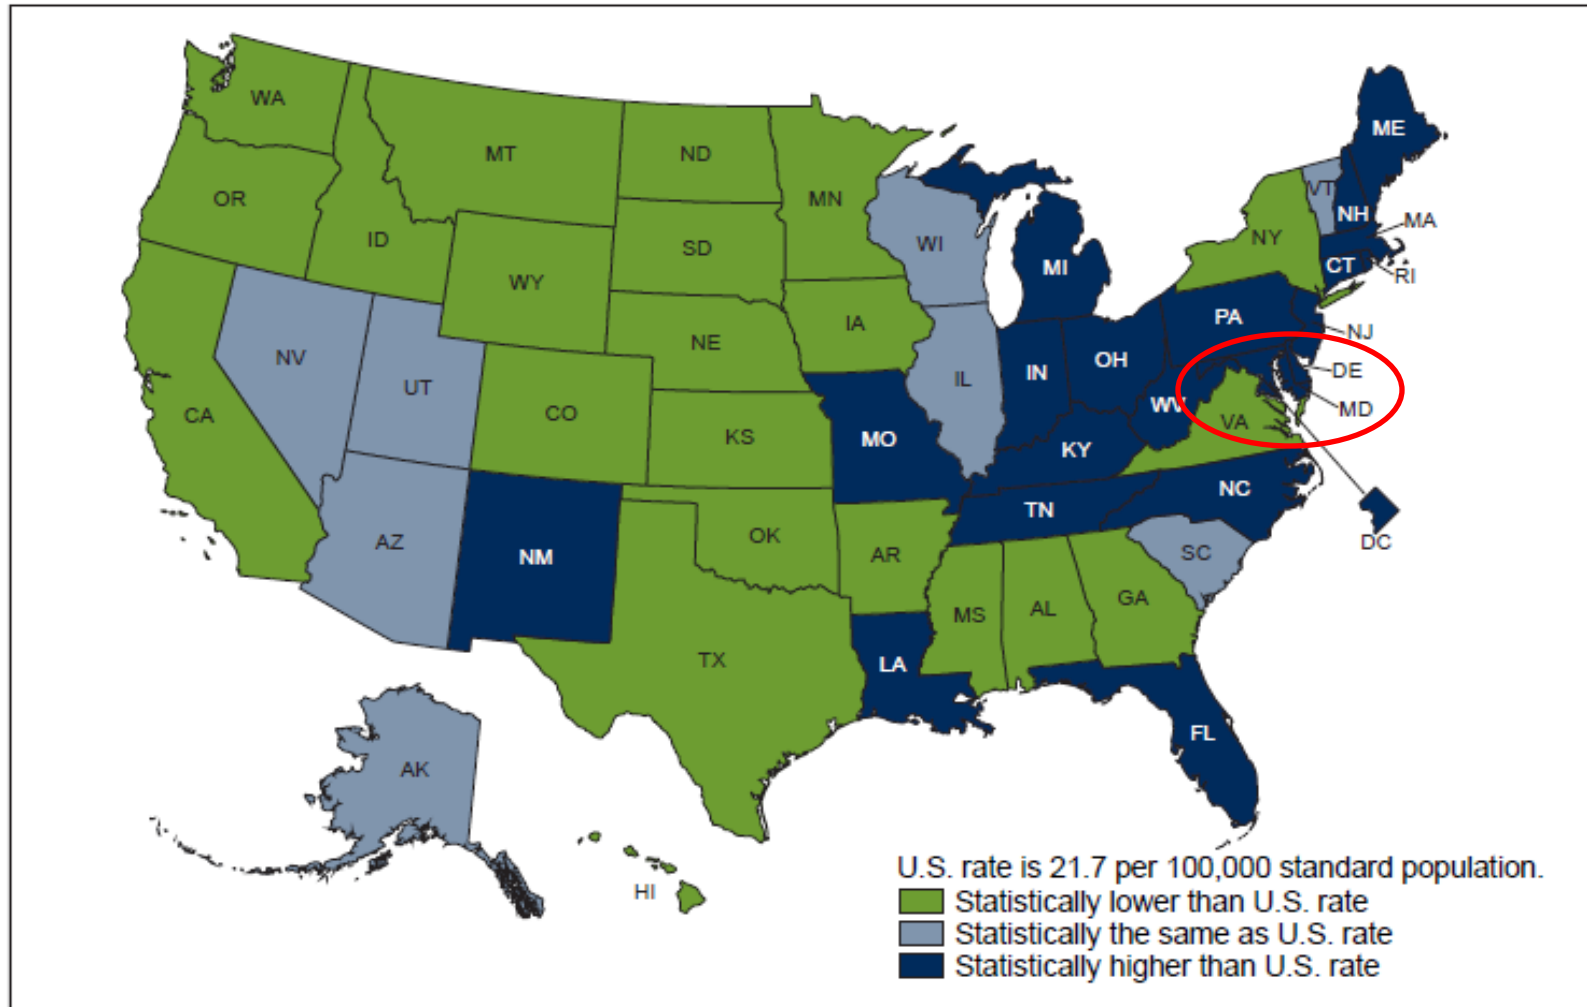 WA
MT
ND
MN
ME
OR
ID
SD
WI
VT
NH
MA
NY
WY
MI
CT
RI
IA
PA
NJ
NV
NE
UT
IL
IN
OH
DE
CA
CO
KS
MO
WV
MD
VA
KY
NC
TN
AZ
NM
OK
AR
SC
DC
MS
AL
GA
TX
LA
FL
AK
HI
U.S. rate is 21.7 per 100,000 standard population.
Statistically lower than U.S. rate
Statistically the same as U.S. rate
Statistically higher than U.S. rate